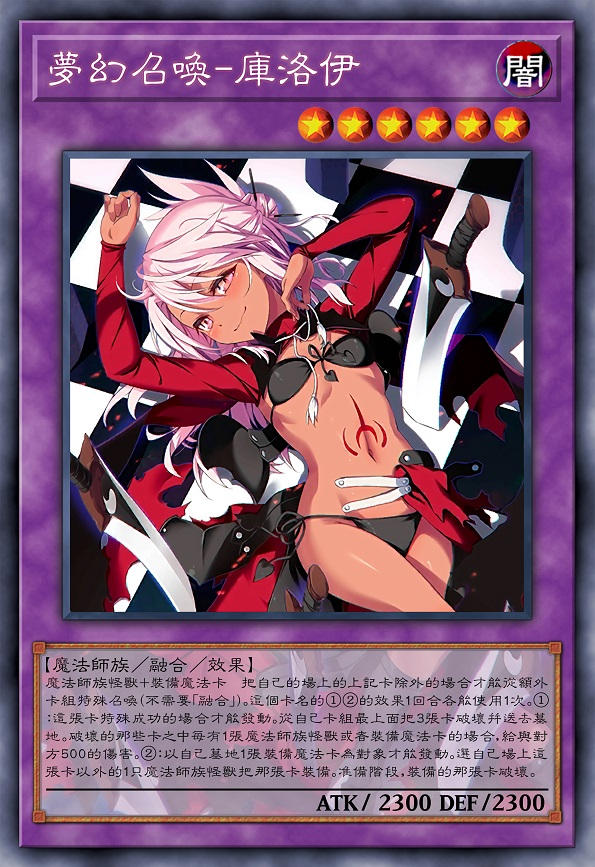 夢幻召喚-庫洛伊
闇
【魔法師族／融合／效果】
魔法師族怪獸+裝備魔法卡　把自己的場上的上記卡除外的場合才能從額外
卡組特殊召喚(不需要「融合」)。這個卡名的①②的效果1回合各能使用1次。①
:這張卡特殊成功的場合才能發動。從自己卡組最上面把3張卡破壞并送去墓
地。破壞的那些卡之中每有1張魔法師族怪獸或者裝備魔法卡的場合,給與對
方500的傷害。②:以自己墓地1張裝備魔法卡為對象才能發動。選自己場上這
張卡以外的1只魔法師族怪獸把那張卡裝備。准備階段,裝備的那張卡破壞。
ATK/ 2300 DEF/2300